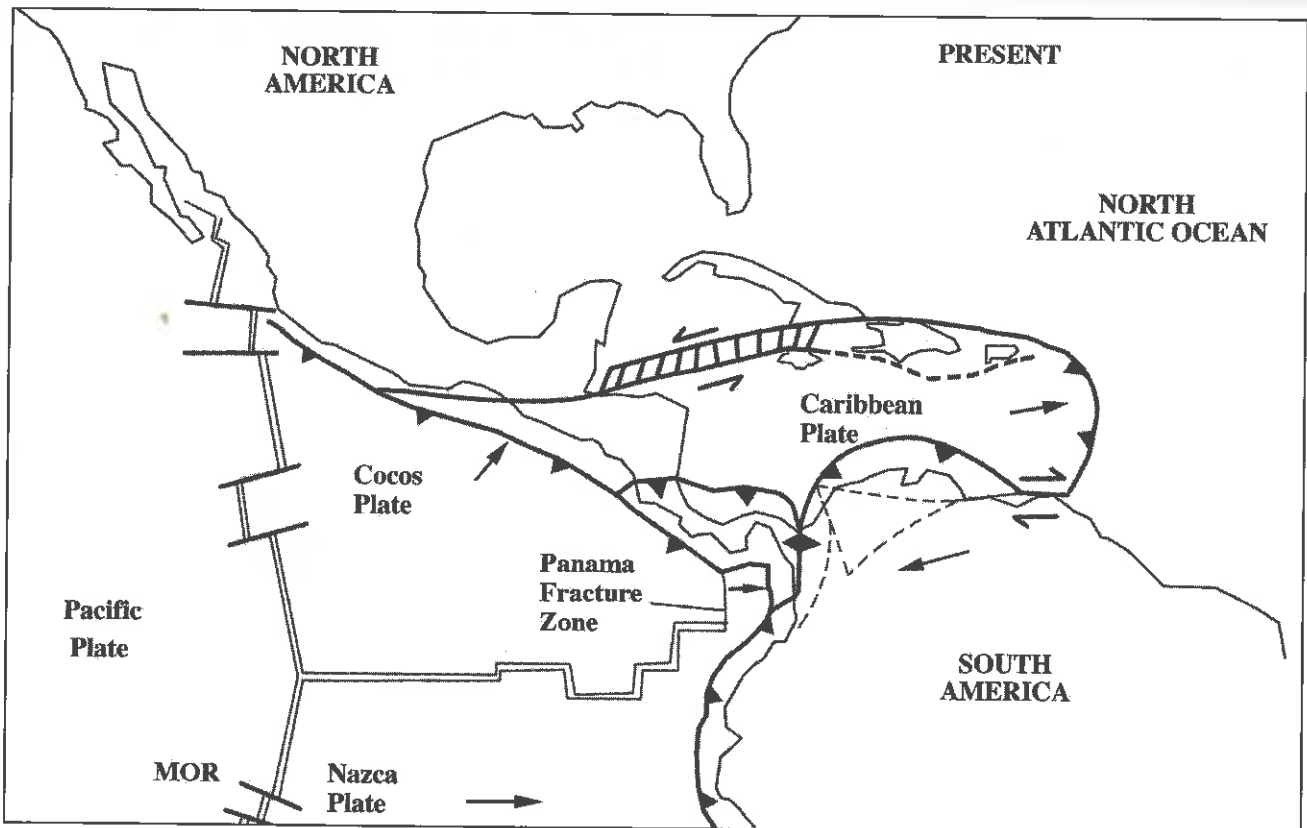 NORTH
AMERICA
PRESENT
NORTH
ATLANTIC OCEAN
Caribbean
Plate
Cocos
Plate
Panama
Fracture
Zone
Pacific
Plate
SOUTH
AMERICA
MOR
Nazca
Plate